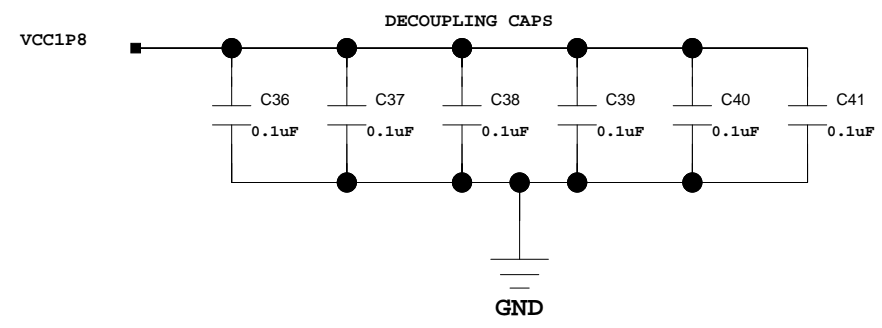 DECOUPLING CAPS
VCC1P8
C36 C37 C38 C39 C40 C41
0.1uF 0.1uF 0.1uF 0.1uF 0.1uF 0.1uF
GND